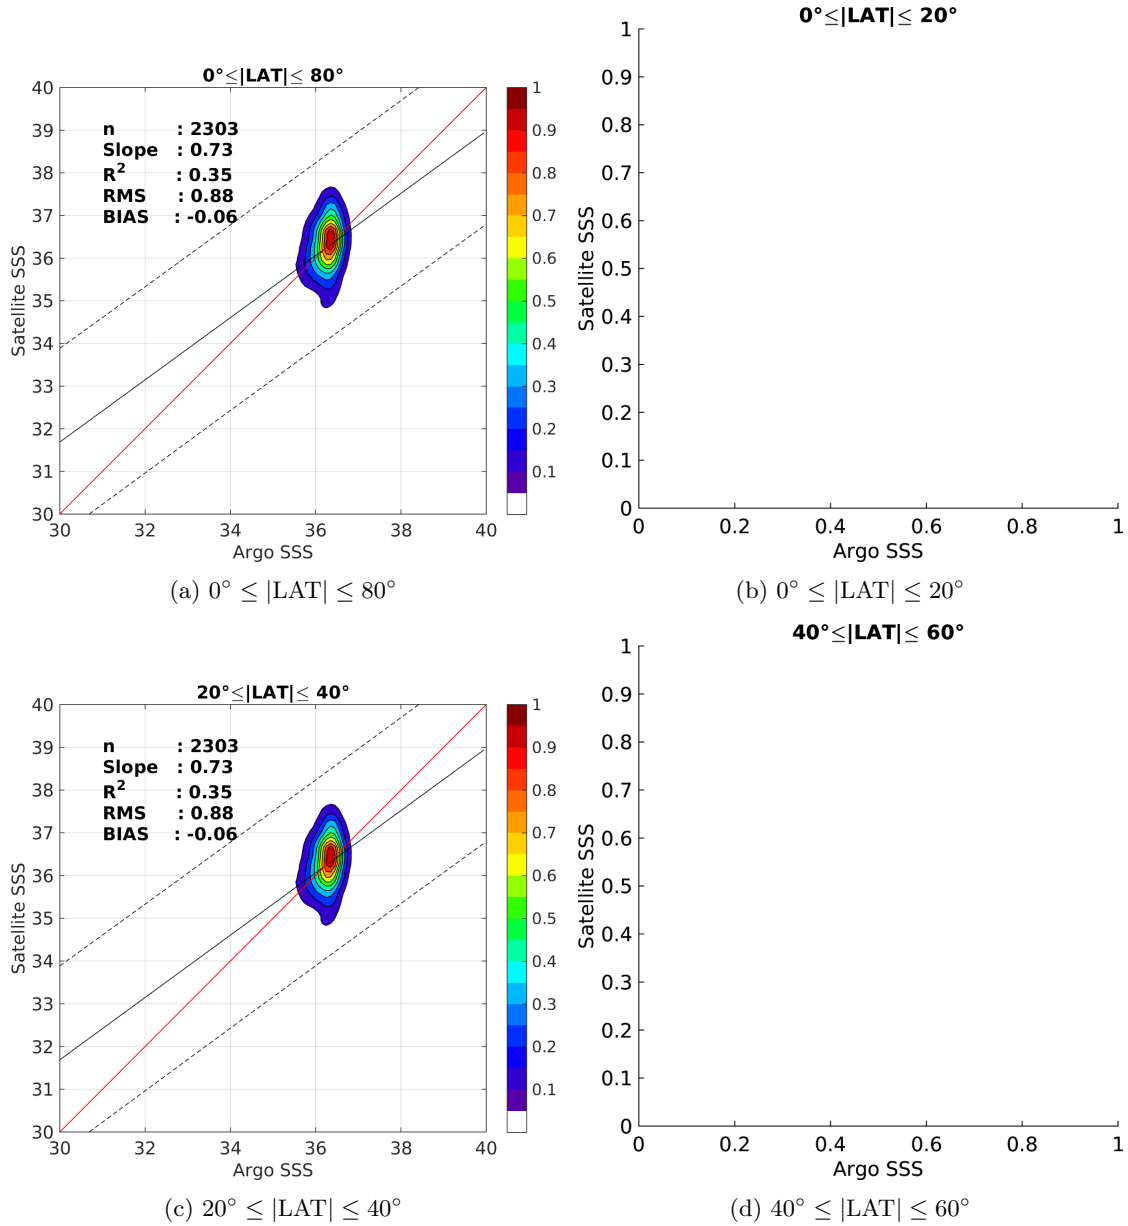 0°≤|LAT|≤ 80°
40
39
38
37
36
35
34
33
32
31
30
30 32 34 36 38 40
Satellite SSS
Argo SSS
n : 2303
Slope : 0.73
R² : 0.35
RMS : 0.88
BIAS : -0.06
1
0.9
0.8
0.7
0.6
0.5
0.4
0.3
0.2
0.1
(a) 0° ≤ |LAT| ≤ 80°
0°≤|LAT|≤ 20°
1
0.9
0.8
0.7
0.6
0.5
0.4
0.3
0.2
0.1
0
0 0.2 0.4 0.6 0.8 1
Satellite SSS
Argo SSS
(b) 0° ≤ |LAT| ≤ 20°
20°≤|LAT|≤ 40°
40
39
38
37
36
35
34
33
32
31
30
30 32 34 36 38 40
Satellite SSS
Argo SSS
n : 2303
Slope : 0.73
R² : 0.35
RMS : 0.88
BIAS : -0.06
1
0.9
0.8
0.7
0.6
0.5
0.4
0.3
0.2
0.1
(c) 20° ≤ |LAT| ≤ 40°
40°≤|LAT|≤ 60°
1
0.9
0.8
0.7
0.6
0.5
0.4
0.3
0.2
0.1
0
0 0.2 0.4 0.6 0.8 1
Satellite SSS
Argo SSS
(d) 40° ≤ |LAT| ≤ 60°